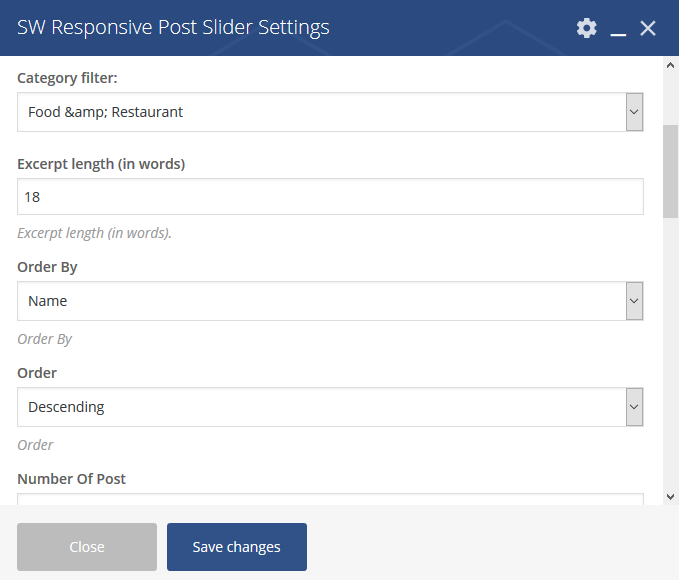 SW Responsive Post Slider Settings
Category filter:
Food &amp; Restaurant
Excerpt length (in words)
18
Excerpt length (in words).
Order By
Name
Order By
Order
Descending
Order
Number Of Post
Close
Save changes